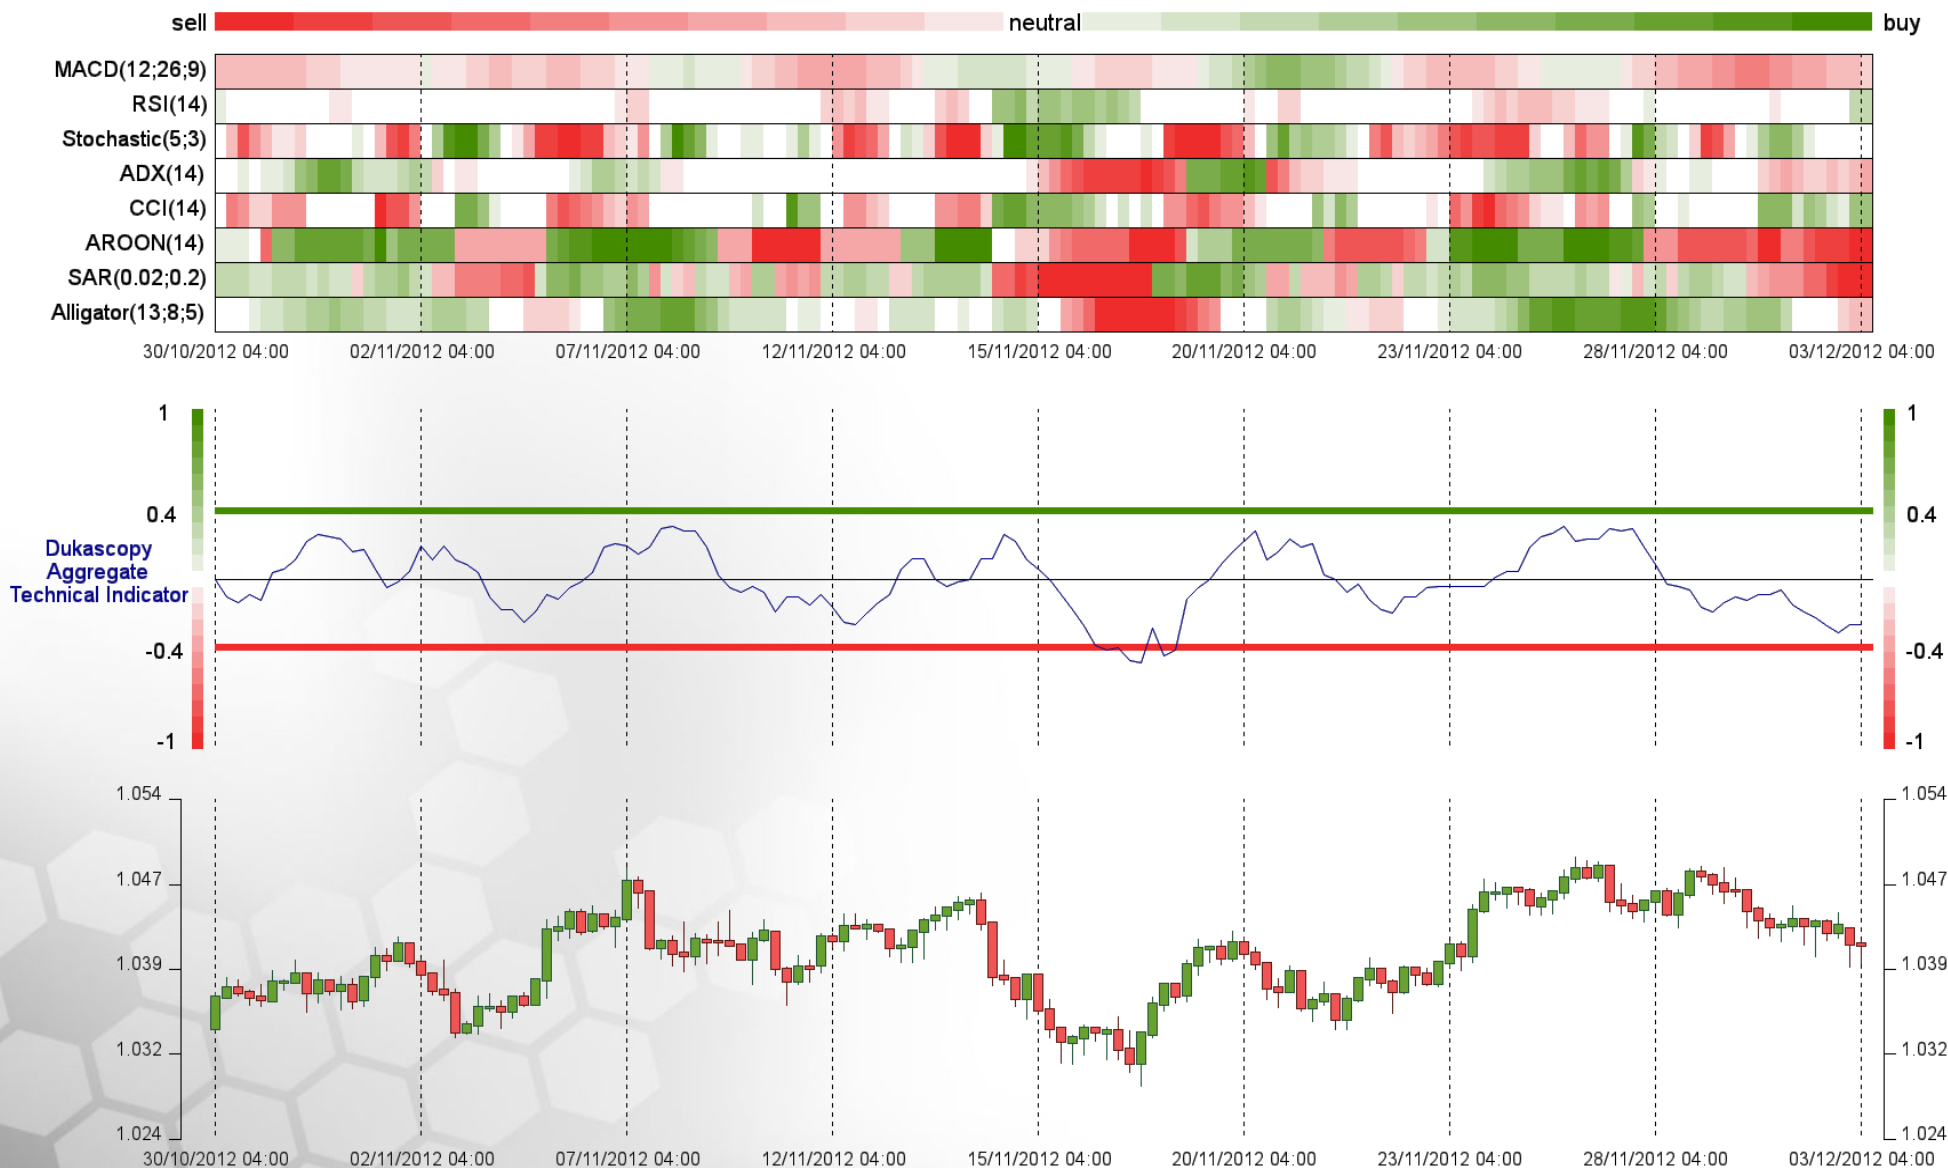 sell neutral buy
MACD(12;26;9)
RSI(14)
Stochastic(5;3)
ADX(14)
CCI(14)
AROON(14)
SAR(0.02;0.2)
Alligator(13;8;5)
30/10/2012 04:00 02/11/2012 04:00 07/11/2012 04:00 12/11/2012 04:00 15/11/2012 04:00 20/11/2012 04:00 23/11/2012 04:00 28/11/2012 04:00 03/12/2012 04:00
1 1
0.4 0.4
Dukascopy
Aggregate
Technical Indicator
-0.4 -0.4
-1 -1
1.054 1.054
1.047 1.047
1.039 1.039
1.032 1.032
1.024 1.024
30/10/2012 04:00 02/11/2012 04:00 07/11/2012 04:00 12/11/2012 04:00 15/11/2012 04:00 20/11/2012 04:00 23/11/2012 04:00 28/11/2012 04:00 03/12/2012 04:00